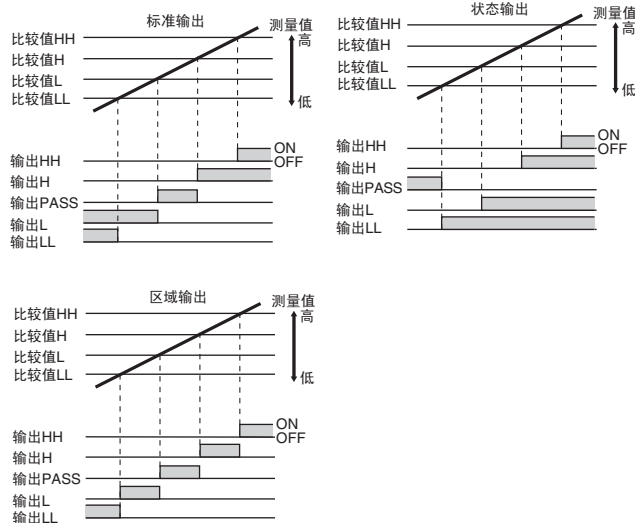 标准输出
测量值
高
低
比较值HH
比较值H
比较值L
比较值LL
ON
OFF
输出HH
输出H
输出PASS
输出L
输出LL
状态输出
测量值
高
低
比较值HH
比较值H
比较值L
比较值LL
ON
OFF
输出HH
输出H
输出PASS
输出L
输出LL
区域输出
测量值
高
低
比较值HH
比较值H
比较值L
比较值LL
ON
OFF
输出HH
输出H
输出PASS
输出L
输出LL